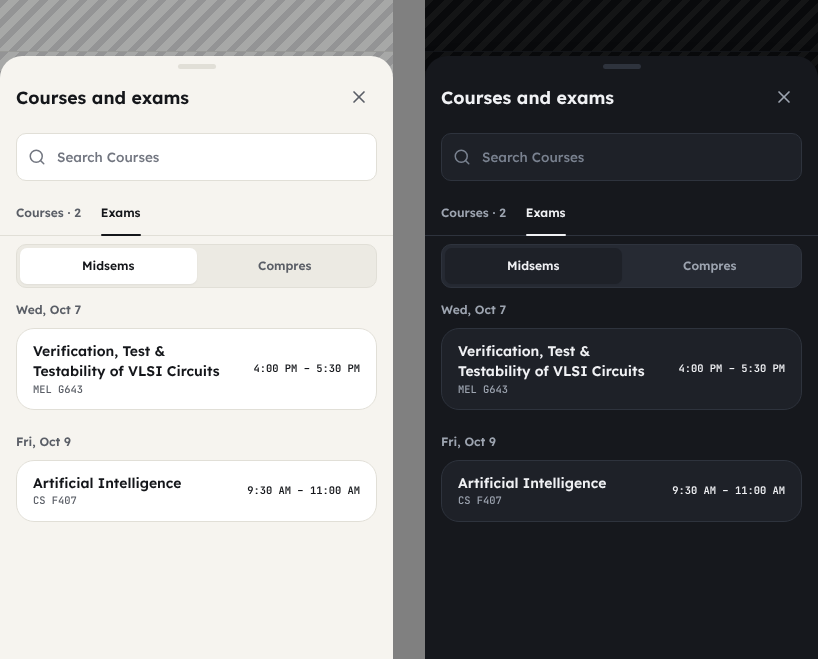 Courses and exams
Search Courses
Courses · 2 Exams
Midsems Compres
Wed, Oct 7
Verification, Test &
Testability of VLSI Circuits
MEL G643
4:00 PM – 5:30 PM
Fri, Oct 9
Artificial Intelligence
CS F407
9:30 AM – 11:00 AM
Courses and exams
Search Courses
Courses · 2 Exams
Midsems Compres
Wed, Oct 7
Verification, Test &
Testability of VLSI Circuits
MEL G643
4:00 PM – 5:30 PM
Fri, Oct 9
Artificial Intelligence
CS F407
9:30 AM – 11:00 AM